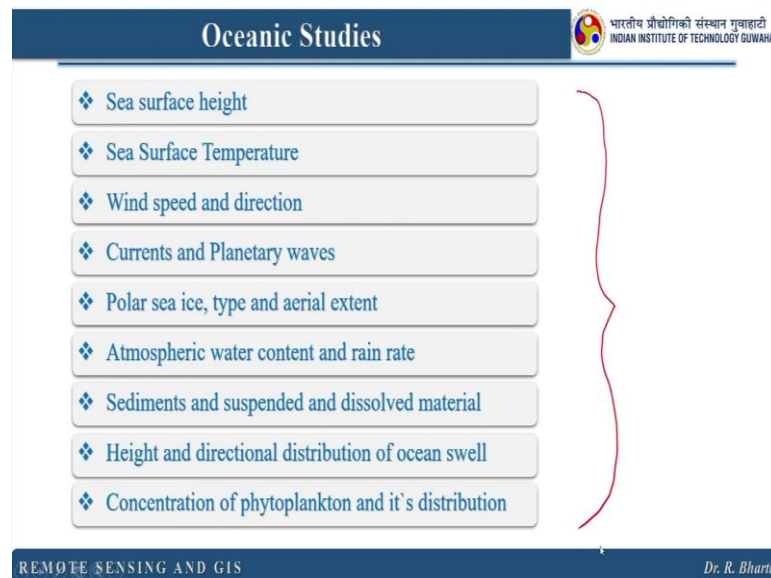 Oceanic Studies
भारतीय प्रौद्योगिकी संस्थान गुवाहाटी
INDIAN INSTITUTE OF TECHNOLOGY GUWAHA
❖ Sea surface height
❖ Sea Surface Temperature
❖ Wind speed and direction
❖ Currents and Planetary waves
❖ Polar sea ice, type and aerial extent
❖ Atmospheric water content and rain rate
❖ Sediments and suspended and dissolved material
❖ Height and directional distribution of ocean swell
❖ Concentration of phytoplankton and it`s distribution
REMOTE SENSING AND GIS
Dr. R. Bharti